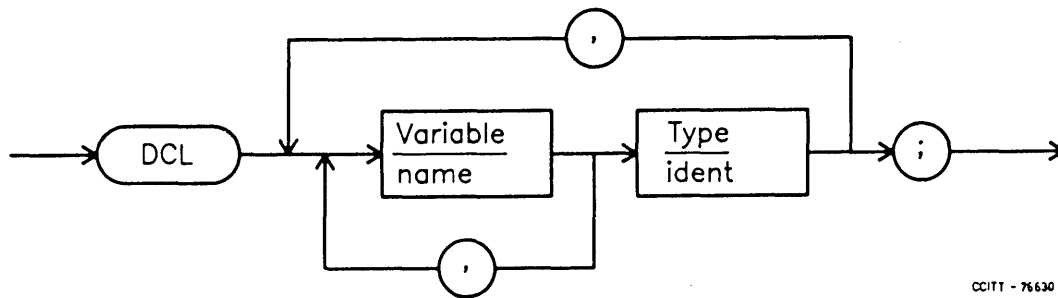 ,
DCL
Variable
name
Type
ident
;
,
CCITT - 76630